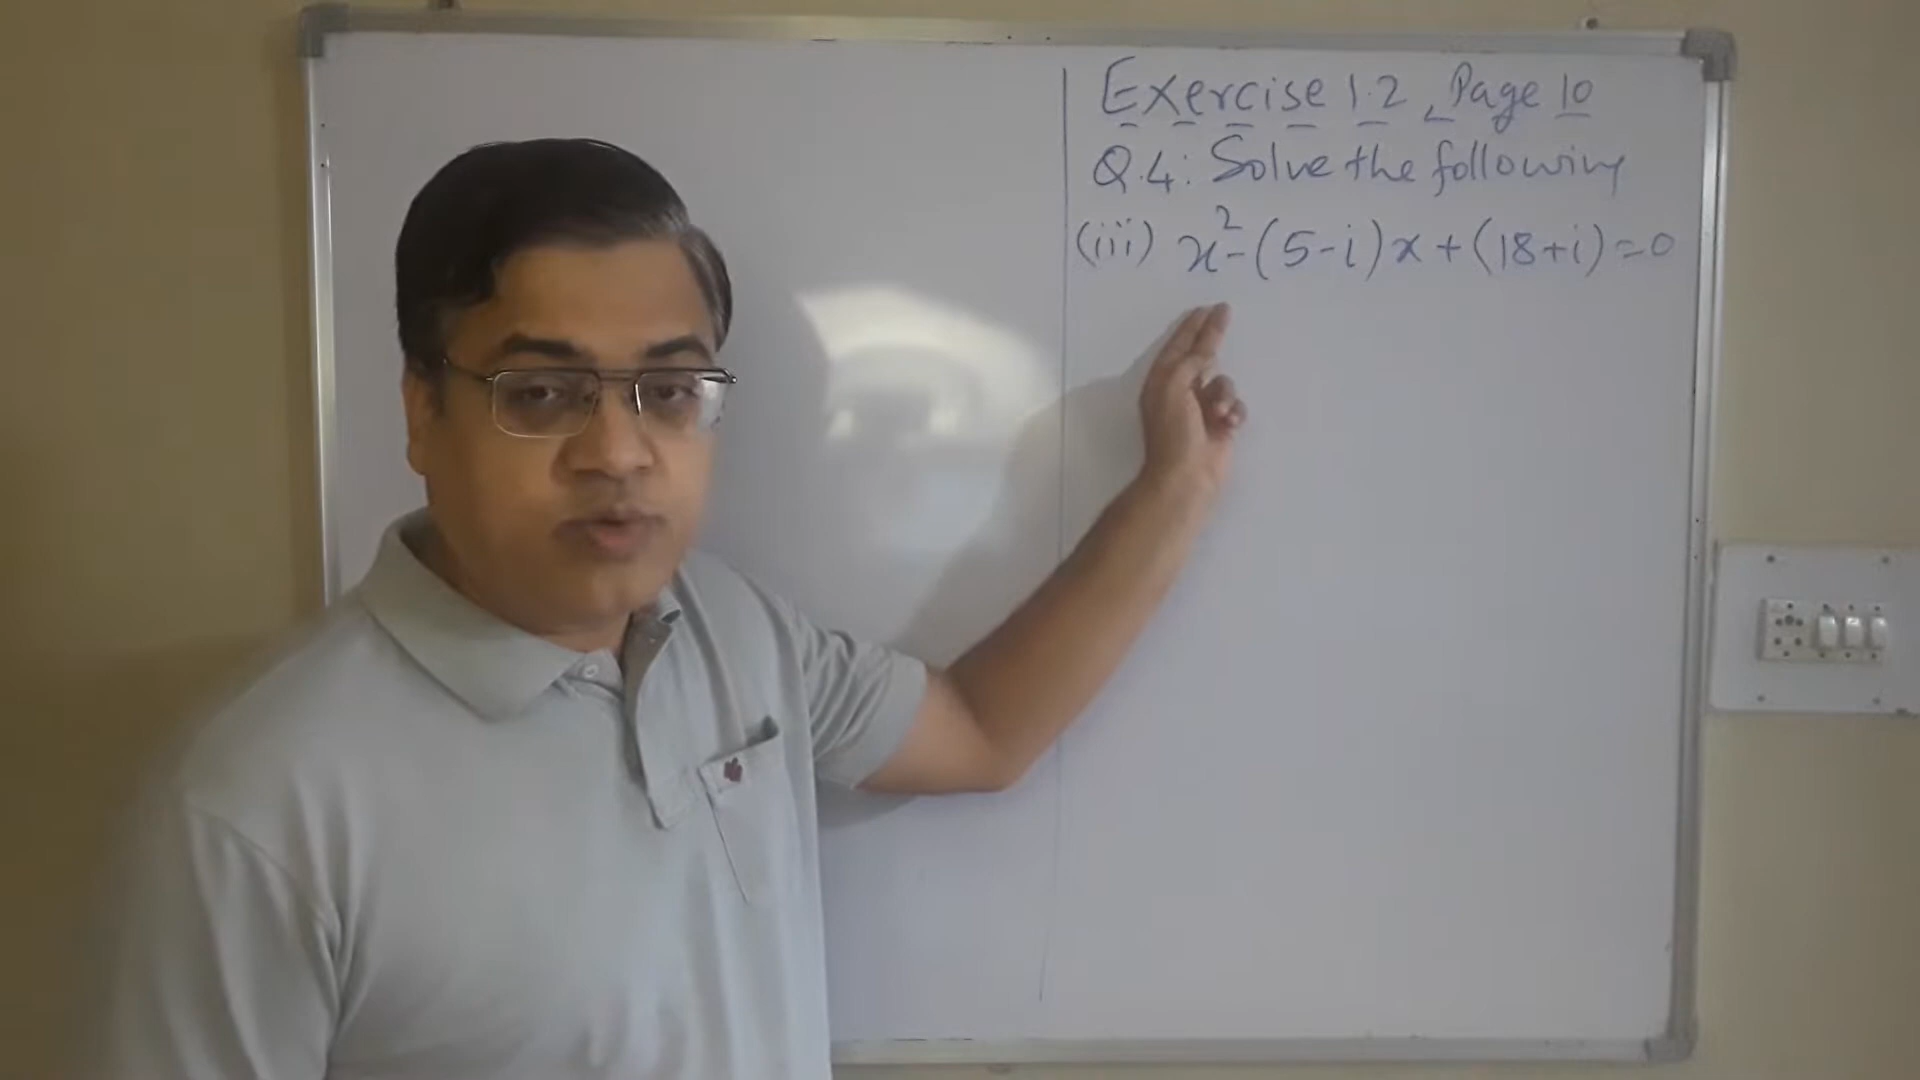 Exercise 1.2, Page 10
Q.4: Solve the following
(iii) x²-(5-i)x+(18+i)=0